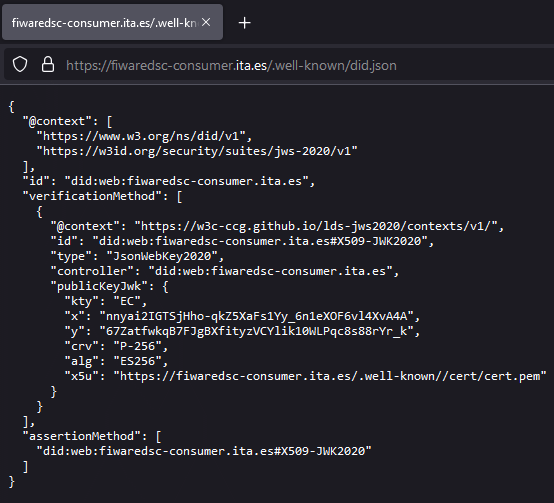 fiwaredsc-consumer.ita.es/.well-kn
https://fiwaredsc-consumer.ita.es/.well-known/did.json
{
  "@context": [
    "https://www.w3.org/ns/did/v1",
    "https://w3id.org/security/suites/jws-2020/v1"
  ],
  "id": "did:web:fiwaredsc-consumer.ita.es",
  "verificationMethod": [
    {
      "@context": "https://w3c-ccg.github.io/lds-jws2020/contexts/v1/",
      "id": "did:web:fiwaredsc-consumer.ita.es#X509-JWK2020",
      "type": "JsonWebKey2020",
      "controller": "did:web:fiwaredsc-consumer.ita.es",
      "publicKeyJwk": {
        "kty": "EC",
        "x": "nnyai2IGTSjHho-qkZ5XaFs1Yy_6n1eXOF6vl4XvA4A",
        "y": "67ZatfwkqB7FJgBXfityzVCYlik10WLPqc8s88rYr_k",
        "crv": "P-256",
        "alg": "ES256",
        "x5u": "https://fiwaredsc-consumer.ita.es/.well-known//cert/cert.pem"
      }
    }
  ],
  "assertionMethod": [
    "did:web:fiwaredsc-consumer.ita.es#X509-JWK2020"
  ]
}